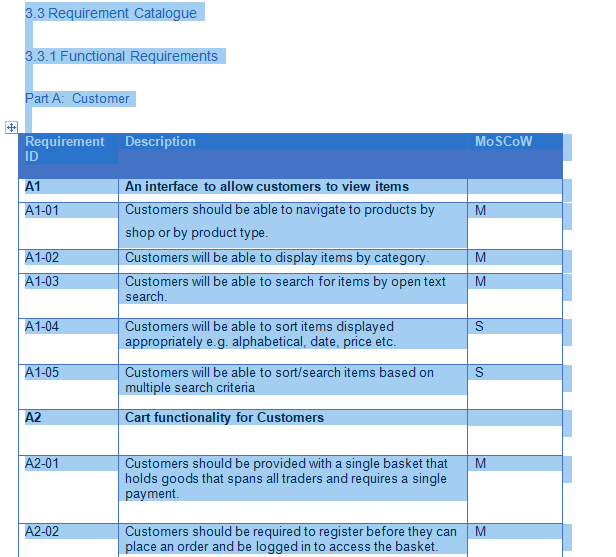 3.3 Requirement Catalogue
3.3.1 Functional Requirements
Part A:  Customer
Requirement ID Description MoSCoW
A1 An interface to allow customers to view items
A1-01 Customers should be able to navigate to products by M
shop or by product type.
A1-02 Customers will be able to display items by category. M
A1-03 Customers will be able to search for items by open text M
search.
A1-04 Customers will be able to sort items displayed S
appropriately e.g. alphabetical, date, price etc.
A1-05 Customers will be able to sort/search items based on S
multiple search criteria
A2 Cart functionality for Customers
A2-01 Customers should be provided with a single basket that M
holds goods that spans all traders and requires a single
payment.
A2-02 Customers should be required to register before they can M
place an order and be logged in to access the basket.